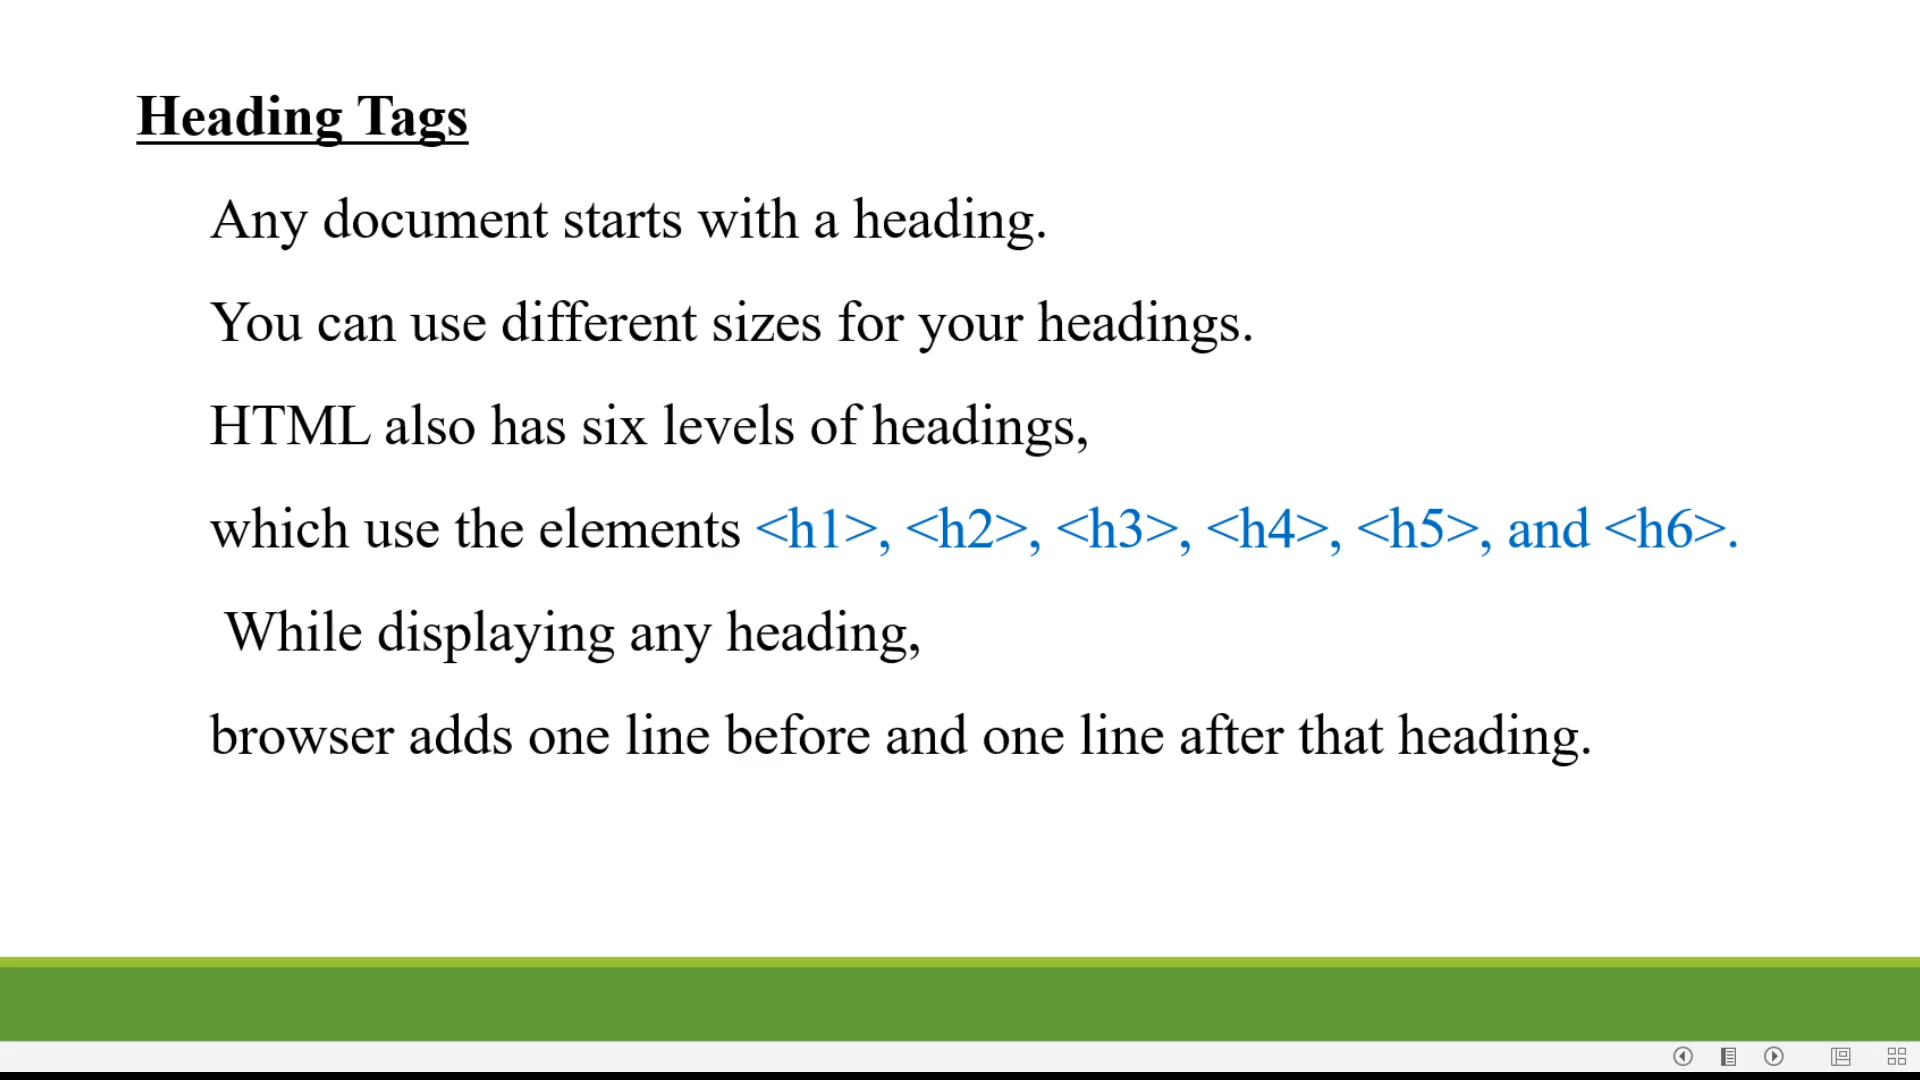 Heading Tags
Any document starts with a heading.
You can use different sizes for your headings.
HTML also has six levels of headings,
which use the elements <h1>, <h2>, <h3>, <h4>, <h5>, and <h6>.
While displaying any heading,
browser adds one line before and one line after that heading.